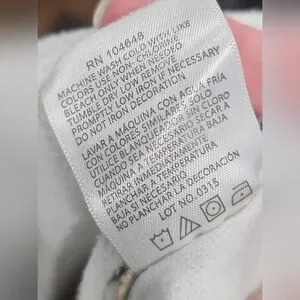 RN 104648
MACHINE WASH COLD WITH LIKE
COLORS USE NON-CHLORINE
BLEACH ONLY WHEN NEEDED
TUMBLE DRY LOW REMOVE
PROMPTLY LOW IRON IF NECESSARY
DO NOT IRON DECORATION
LAVAR A MAQUINA CON AGUA FRÍA
CON COLORES SIMILARES SOLO
UTILICE BLANQUEADOR SIN CLORO
CUANDO SEA NECESARIO SECAR A
MAQUINA A TEMPERATURA BAJA
RETIRAR INMEDIATAMENTE
PLANCHAR A TEMPERATURA
BAJA SI NECESARIO
NO PLANCHAR LA DECORACIÓN
LOT NO. 0315